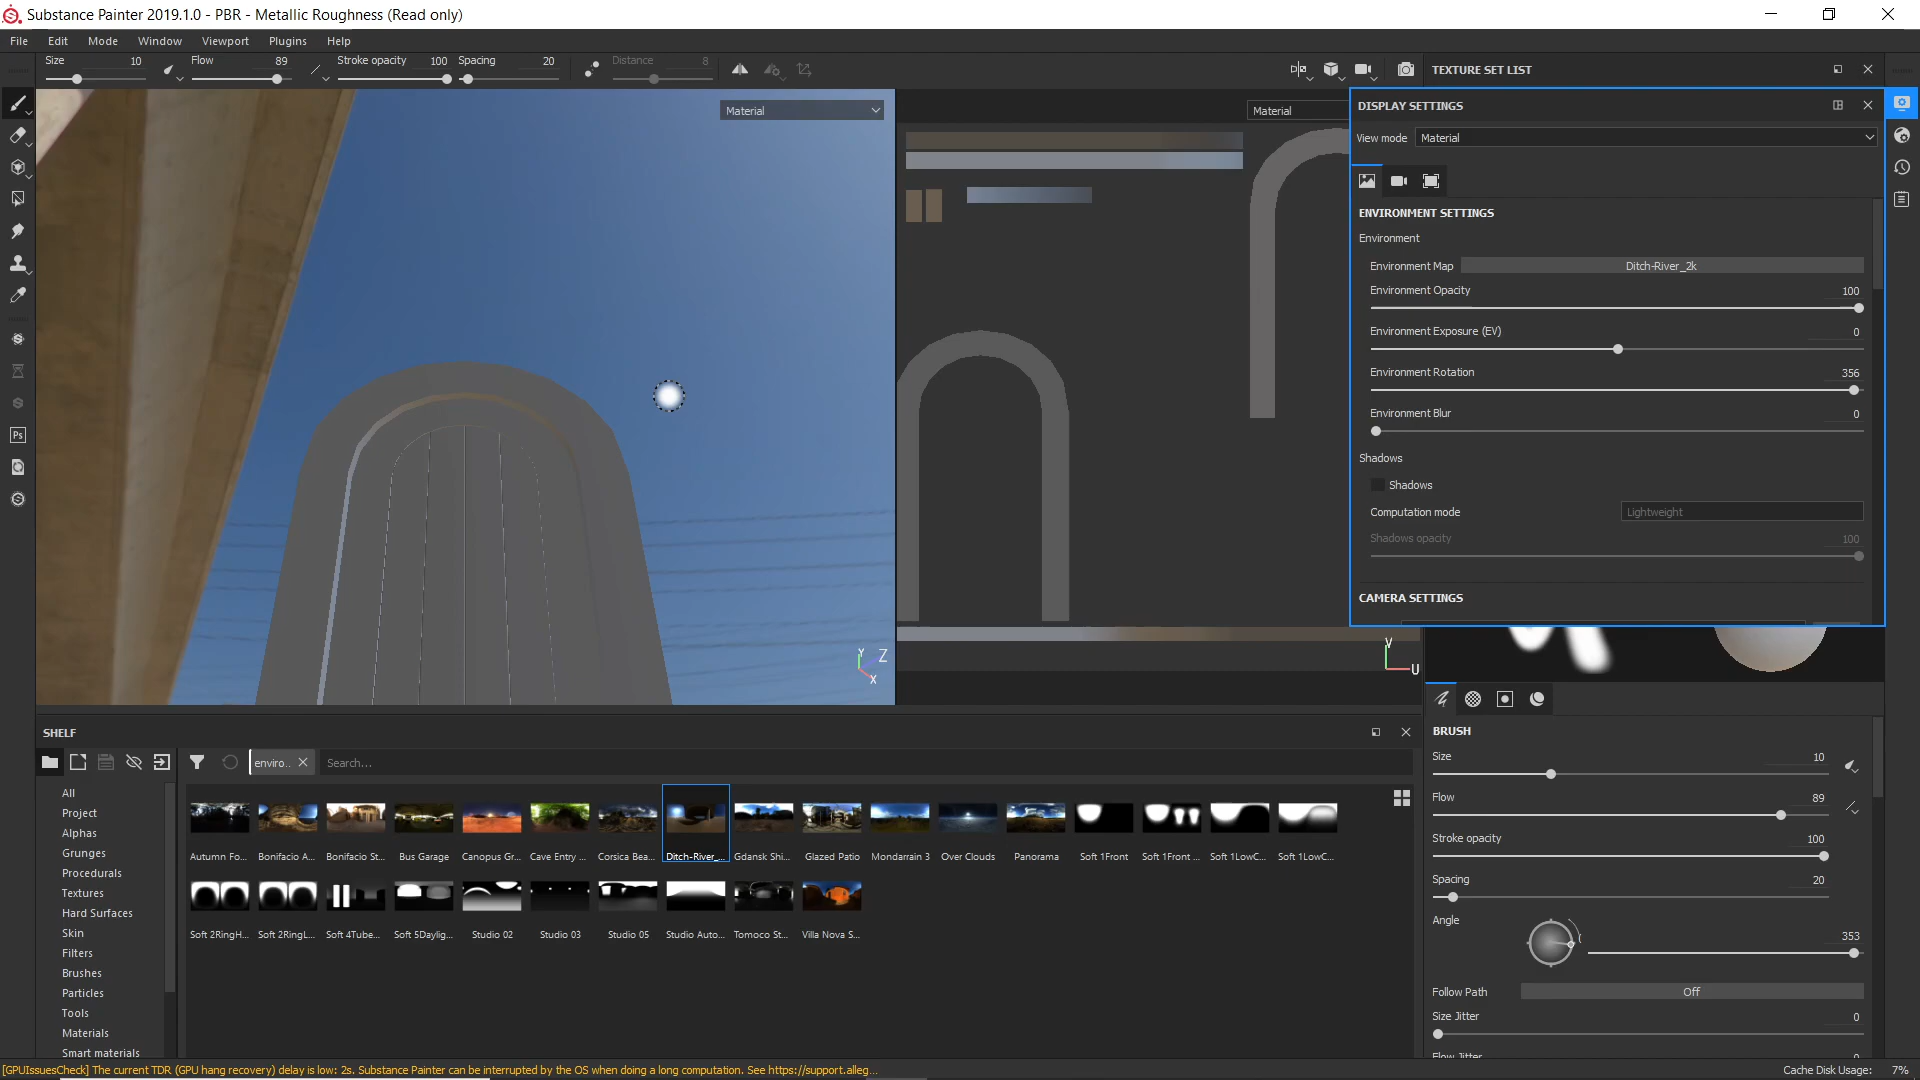 Substance Painter 2019.1.0 - PBR - Metallic Roughness (Read only)
File Edit Mode Window Viewport Plugins Help
Size 10 Flow 89 Stroke opacity 100 Spacing 20 Distance 8
TEXTURE SET LIST
Material
Material
DISPLAY SETTINGS
View mode Material
ENVIRONMENT SETTINGS
Environment
Environment Map Ditch-River_2k
Environment Opacity 100
Environment Exposure (EV) 0
Environment Rotation 356
Environment Blur 0
Shadows
Shadows
Computation mode Lightweight
Shadows opacity 100
CAMERA SETTINGS
Y Z X
V U
Ps
SHELF
enviro.. Search...
All
Project
Alphas
Grunges
Procedurals
Textures
Hard Surfaces
Skin
Filters
Brushes
Particles
Tools
Materials
Smart materials
Autumn Fo... Bonifacio A... Bonifacio St... Bus Garage Canopus Gr... Cave Entry ... Corsica Bea... Ditch-River_... Gdansk Shi... Glazed Patio Mondarrain 3 Over Clouds Panorama Soft 1Front Soft 1Front ... Soft 1LowC... Soft 1LowC...
Soft 2RingH... Soft 2RingL... Soft 4Tube... Soft 5Daylig... Studio 02 Studio 03 Studio 05 Studio Auto... Tomoco St... Villa Nova S...
BRUSH
Size 10
Flow 89
Stroke opacity 100
Spacing 20
Angle 353
Follow Path Off
Size Jitter 0
Flow Jitter
[GPUIssuesCheck] The current TDR (GPU hang recovery) delay is low: 2s. Substance Painter can be interrupted by the OS when doing a long computation. See https://support.alleg...
Cache Disk Usage: 7%